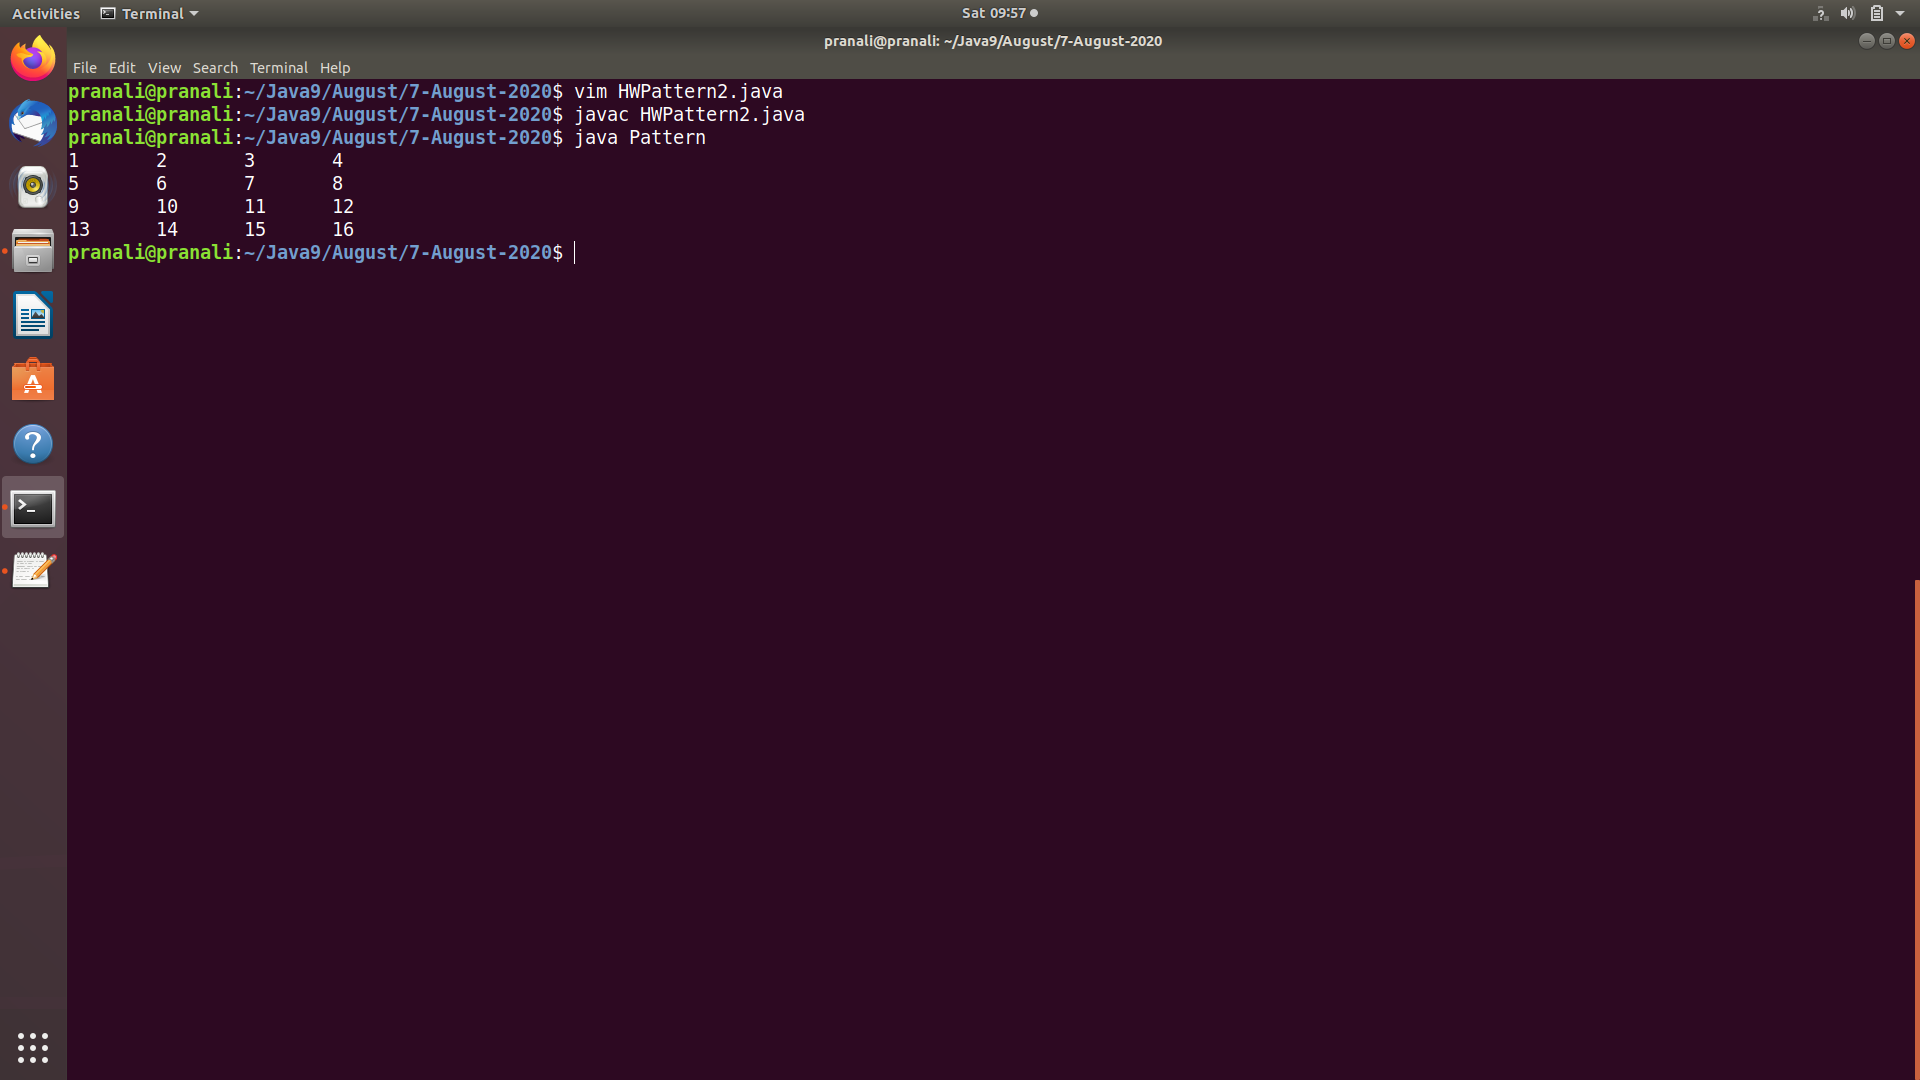 Activities Terminal Sat 09:57
pranali@pranali: ~/Java9/August/7-August-2020
File Edit View Search Terminal Help
pranali@pranali:~/Java9/August/7-August-2020$ vim HWPattern2.java
pranali@pranali:~/Java9/August/7-August-2020$ javac HWPattern2.java
pranali@pranali:~/Java9/August/7-August-2020$ java Pattern
1 2 3 4
5 6 7 8
9 10 11 12
13 14 15 16
pranali@pranali:~/Java9/August/7-August-2020$